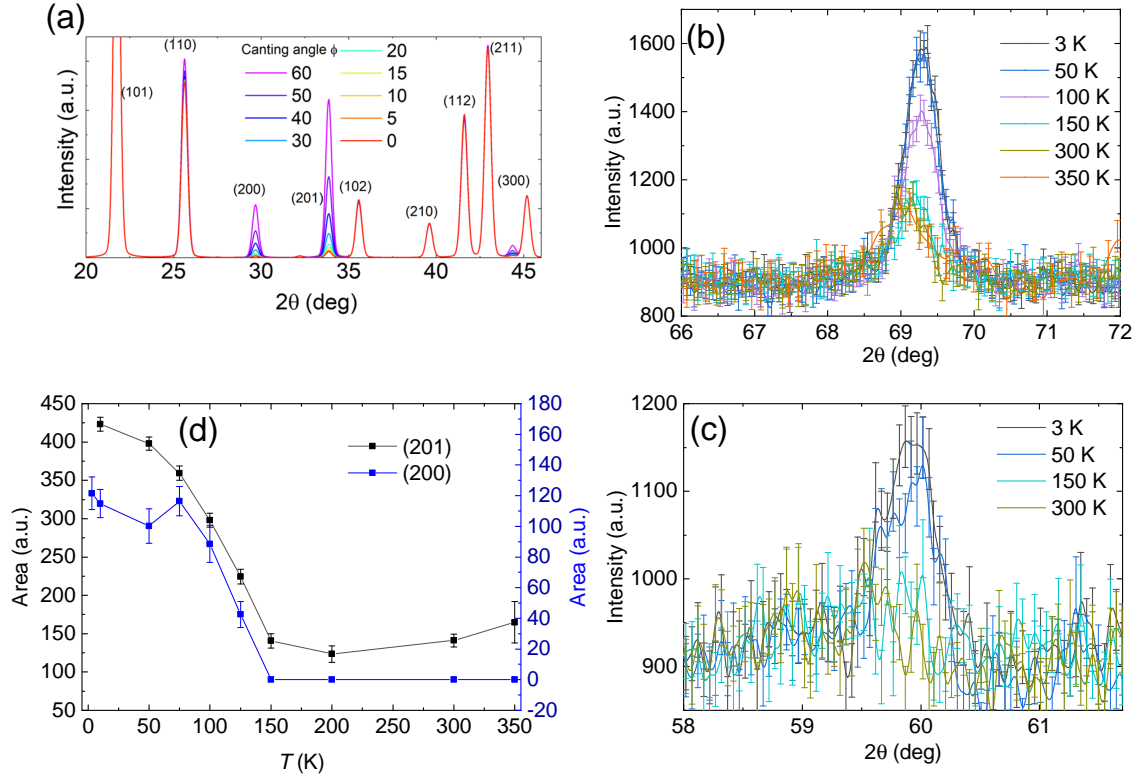 (a)
Intensity (a.u.)
(101)
(110)
(200)
(201)
(102)
(210)
(112)
(211)
(300)
Canting angle ϕ
60
50
40
30
20
15
10
5
0
20 25 30 35 40 45
2θ (deg)
(b)
Intensity (a.u.)
1600
1400
1200
1000
800
3 K
50 K
100 K
150 K
300 K
350 K
66 67 68 69 70 71 72
2θ (deg)
(d)
Area (a.u.)
450
400
350
300
250
200
150
100
50
(201)
(200)
180
160
140
120
100
80
60
40
20
0
-20
Area (a.u.)
0 50 100 150 200 250 300 350
T (K)
(c)
Intensity (a.u.)
1200
1100
1000
900
3 K
50 K
150 K
300 K
58 59 60 61
2θ (deg)